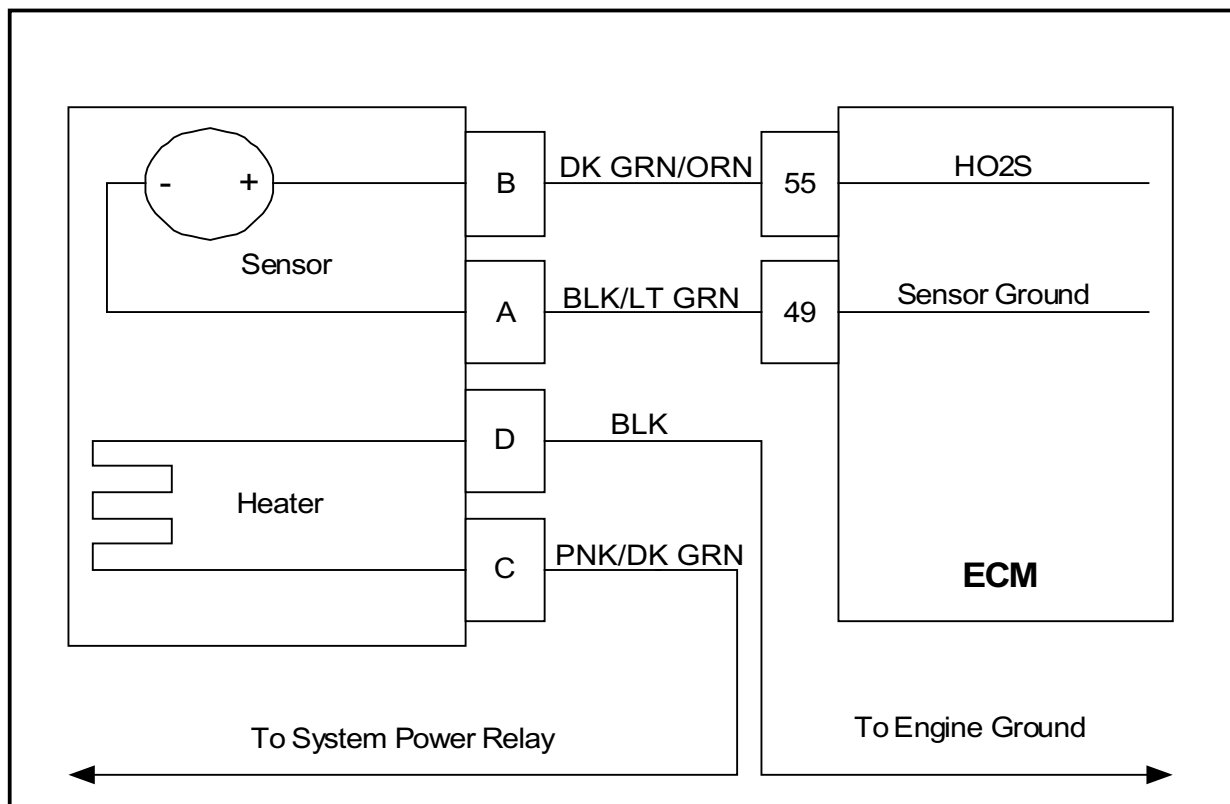 - +
Sensor
Heater
B
A
D
C
DK GRN/ORN
BLK/LT GRN
BLK
PNK/DK GRN
55
49
HO2S
Sensor Ground
ECM
To System Power Relay
To Engine Ground